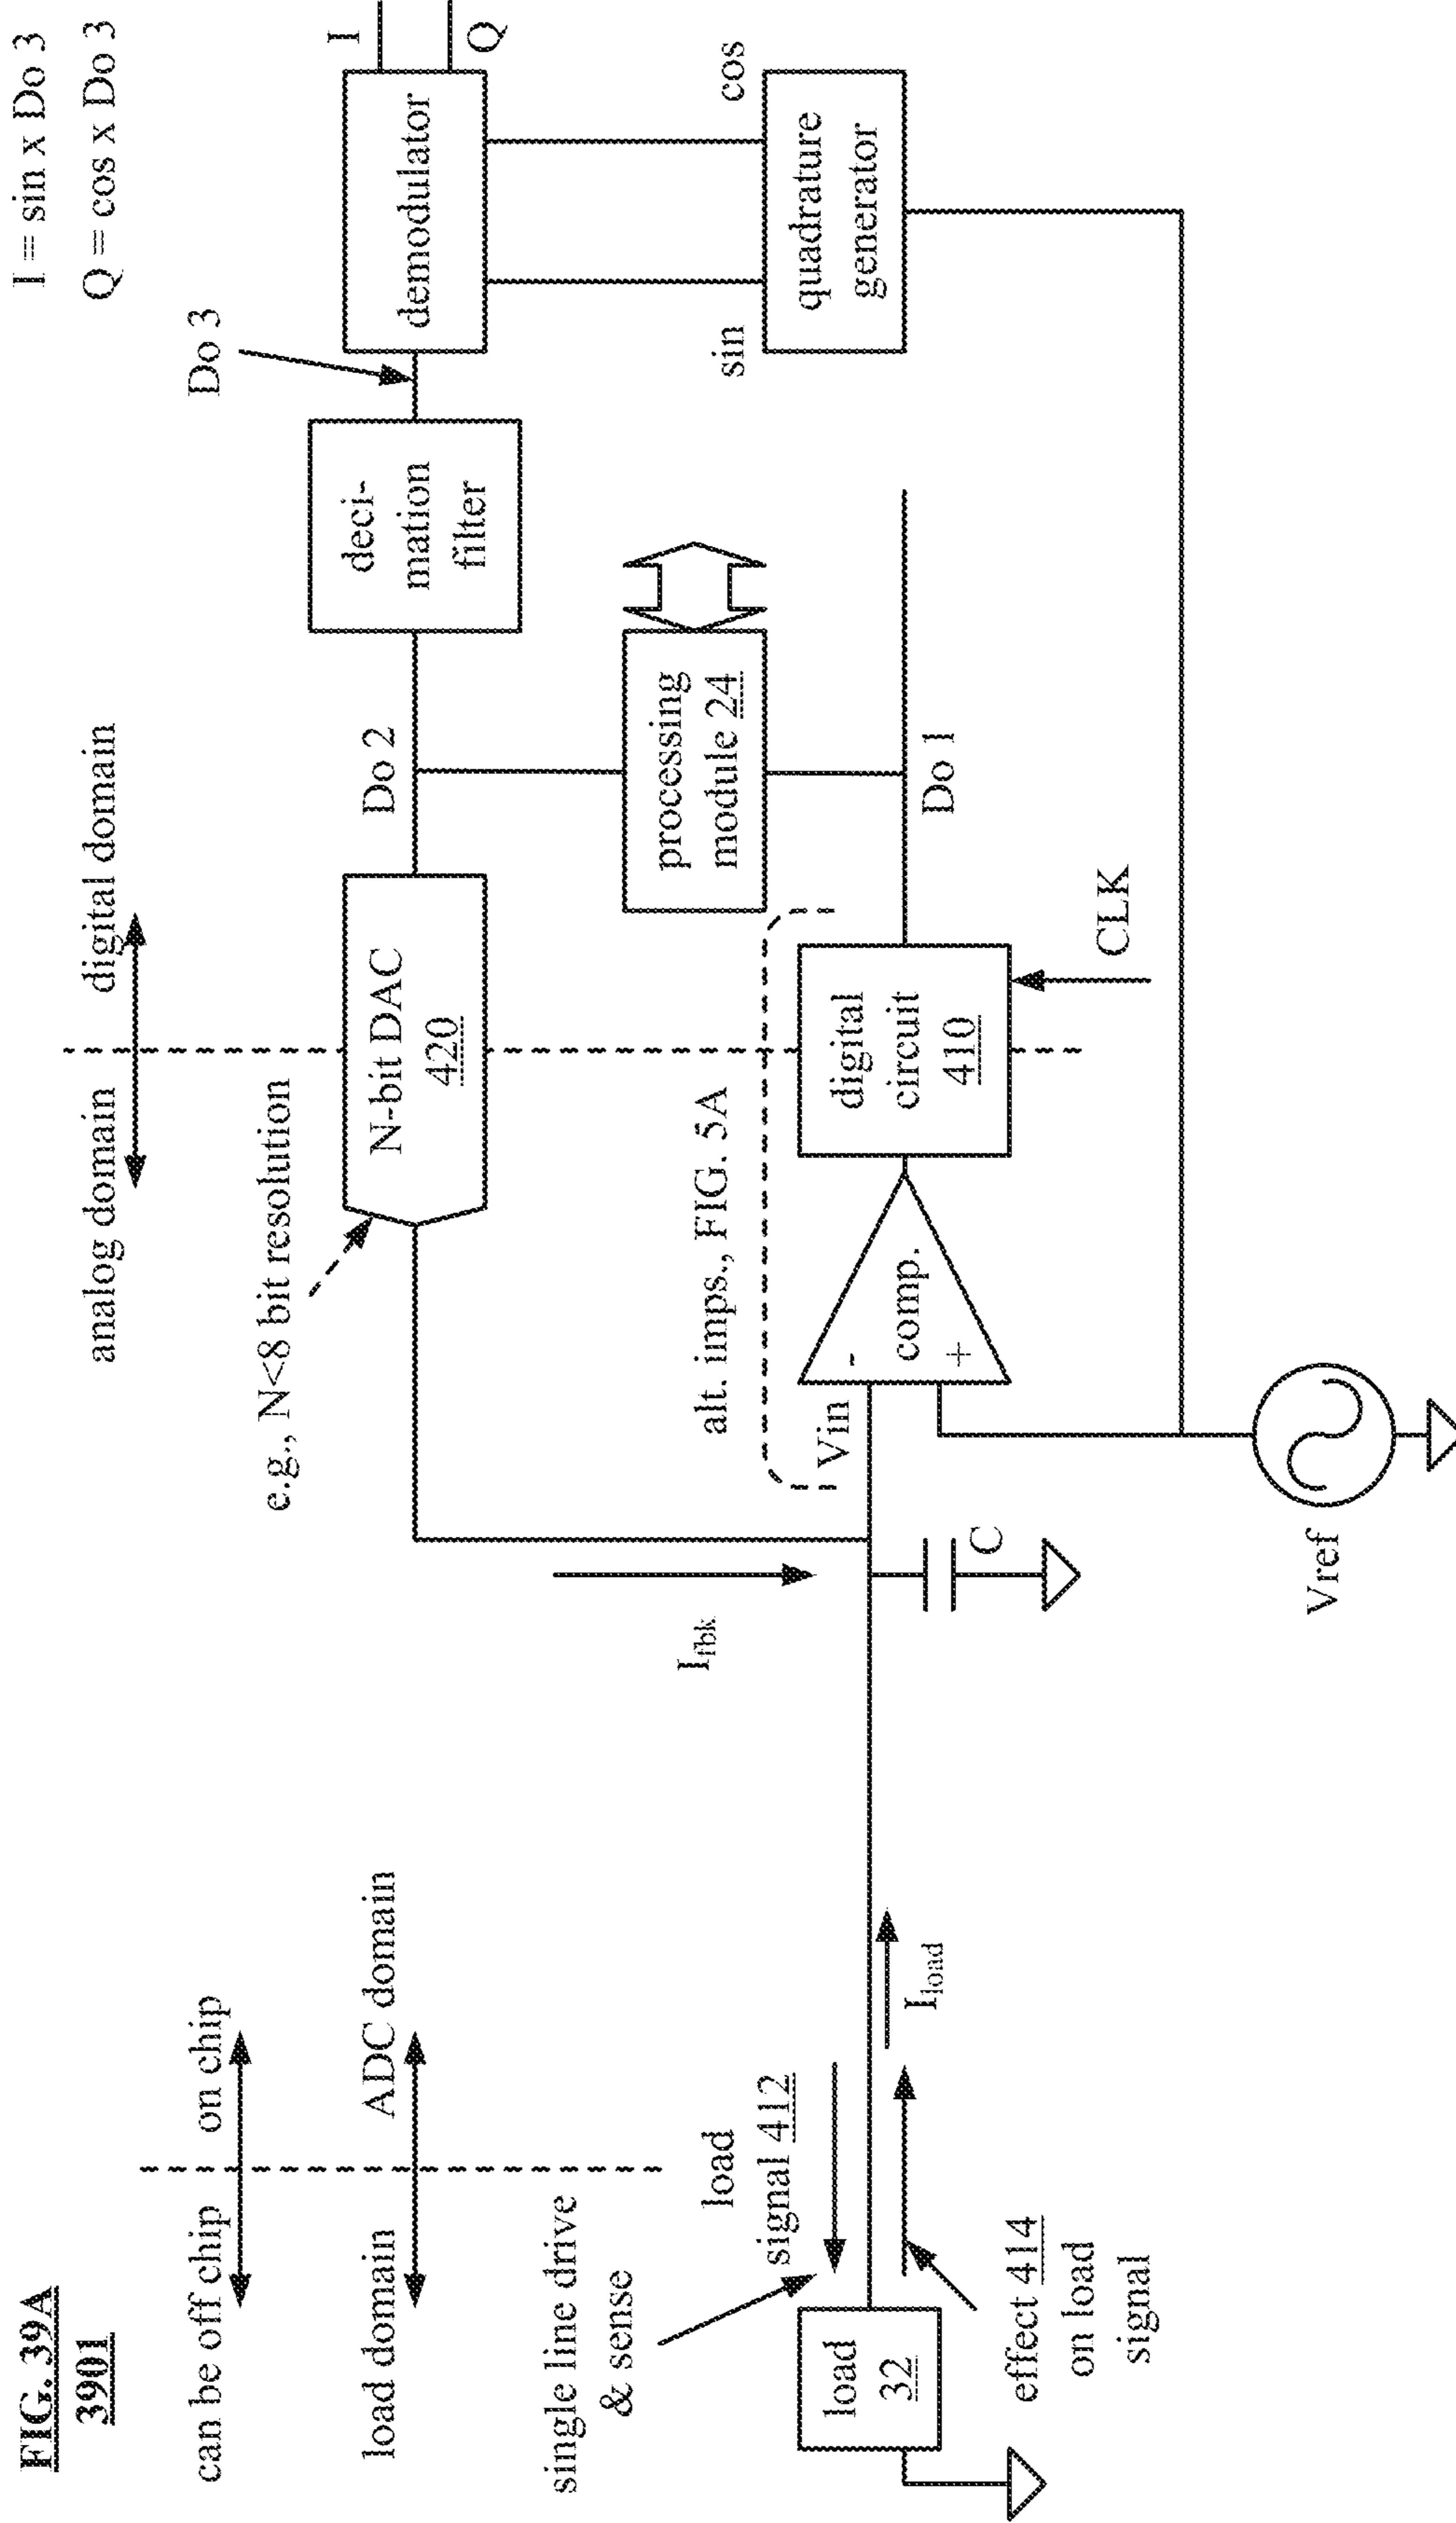 FIG. 39A
3901
I = sin x Do 3
Q = cos x Do 3
can be off chip
on chip
load domain
ADC domain
analog domain
digital domain
e.g., N<8 bit resolution
N-bit DAC
420
Do 2
deci-
mation
filter
Do 3
demodulator
I
Q
single line drive
& sense
load
signal 412
I fbk
alt. imps., FIG. 5A
processing
module 24
sin
cos
quadrature
generator
load
32
Vin
-
comp.
+
digital
circuit
410
Do 1
I load
C
effect 414
on load
signal
CLK
Vref